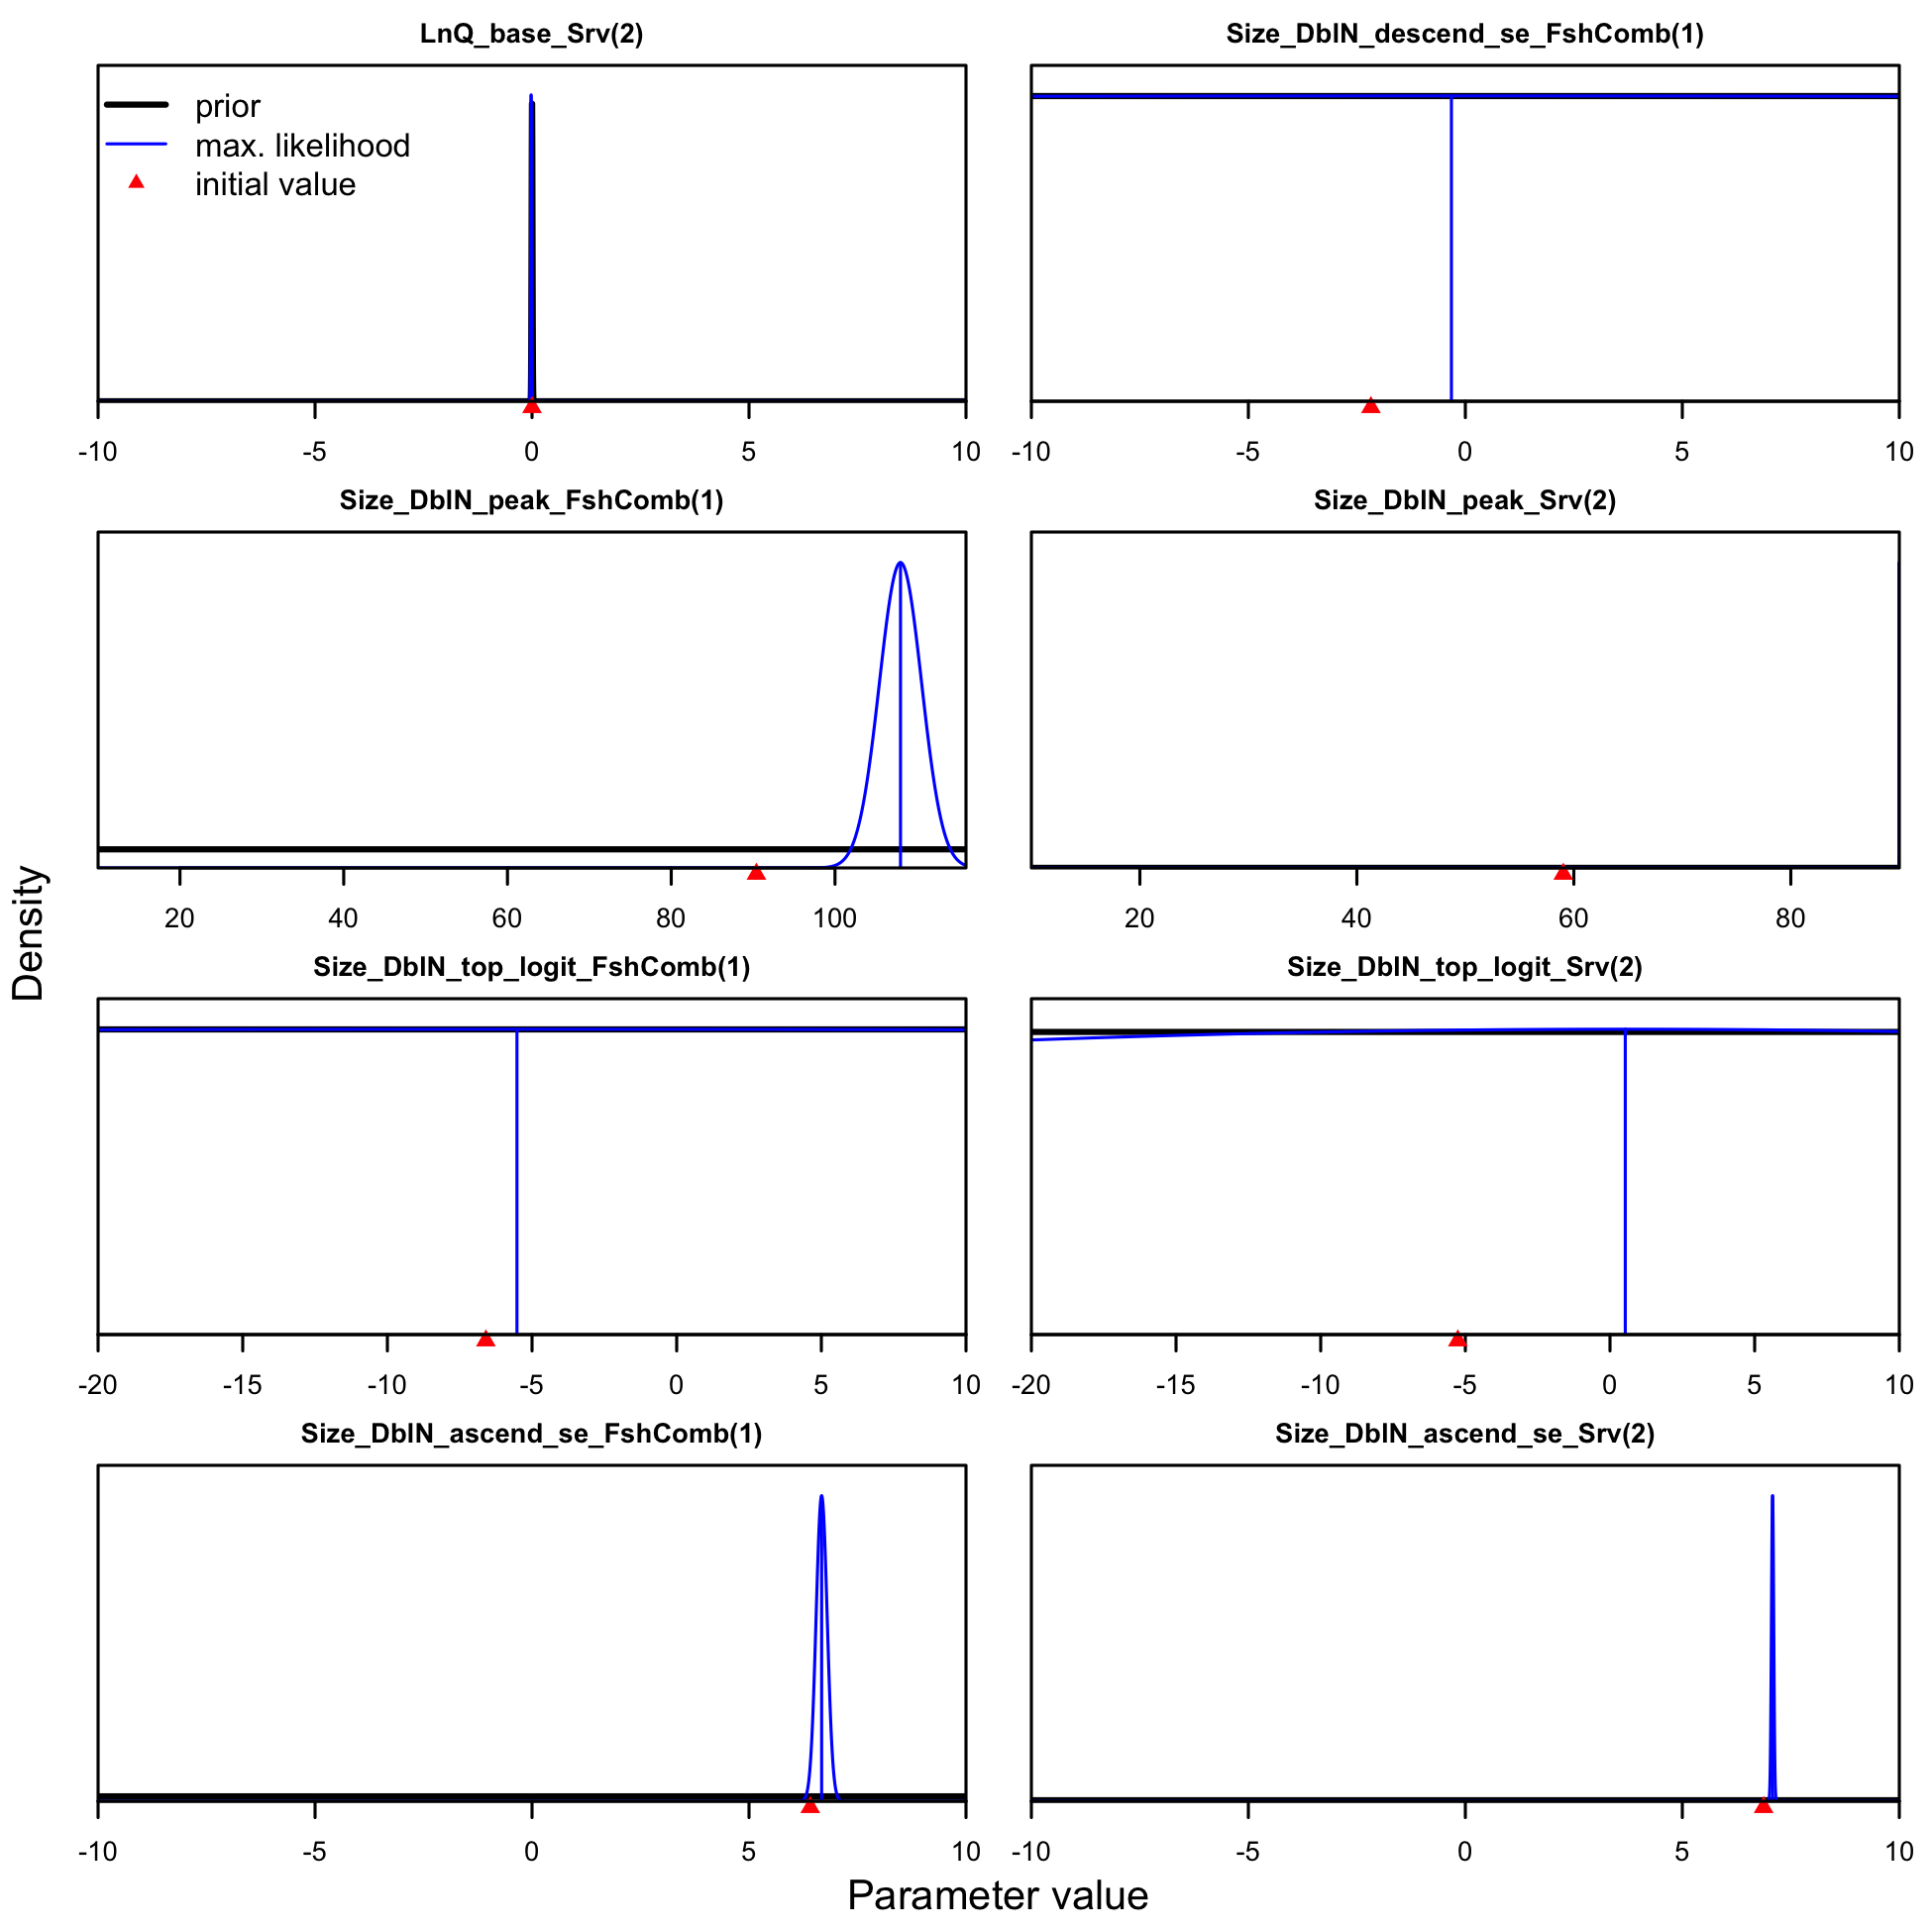 LnQ_base_Srv(2)
prior
max. likelihood
initial value
-10 -5 0 5 10
Size_DblN_descend_se_FshComb(1)
-10 -5 0 5 10
Size_DblN_peak_FshComb(1)
20 40 60 80 100
Size_DblN_peak_Srv(2)
20 40 60 80
Size_DblN_top_logit_FshComb(1)
-20 -15 -10 -5 0 5 10
Size_DblN_top_logit_Srv(2)
-20 -15 -10 -5 0 5 10
Size_DblN_ascend_se_FshComb(1)
-10 -5 0 5 10
Size_DblN_ascend_se_Srv(2)
-10 -5 0 5 10
Density
Parameter value